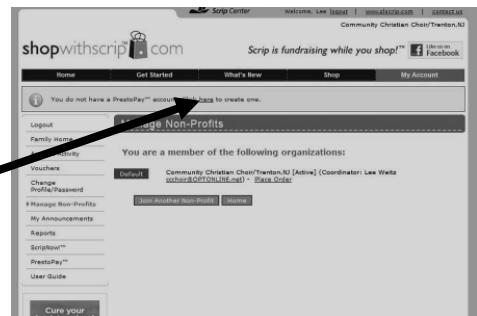 Scrip Center
Welcome, Lee logout | www.glscrip.com | contact us
Community Christian Choir/Trenton,NJ
shopwithscrip.com
Scrip is fundraising while you shop!™
Like us on
Facebook
Home Get Started What's New Shop My Account
You do not have a PrestoPay™ account. Click here to create one.
Logout
Family Home
Activity
Vouchers
Change
Profile/Password
Manage Non-Profits
My Announcements
Reports
ScripNow!™
PrestoPay™
User Guide
Cure your
Manage Non-Profits
You are a member of the following organizations:
Default
Community Christian Choir/Trenton,NJ [Active] (Coordinator: Lee Weitz
ccchoir@OPTONLINE.net) - Place Order
Join Another Non-Profit Home